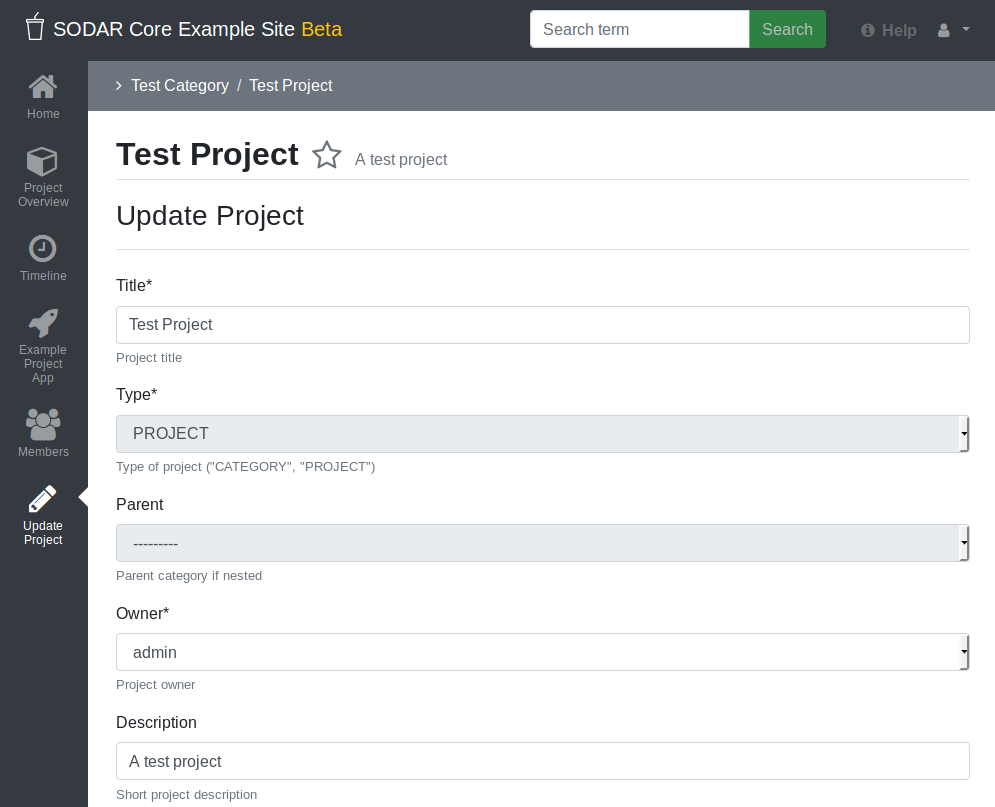 SODAR Core Example Site Beta
Search term
Search
Help
Home
Project
Overview
Timeline
Example
Project
App
Members
Update
Project
Test Category / Test Project
Test Project
A test project
Update Project
Title*
Test Project
Project title
Type*
PROJECT
Type of project ("CATEGORY", "PROJECT")
Parent
---------
Parent category if nested
Owner*
admin
Project owner
Description
A test project
Short project description